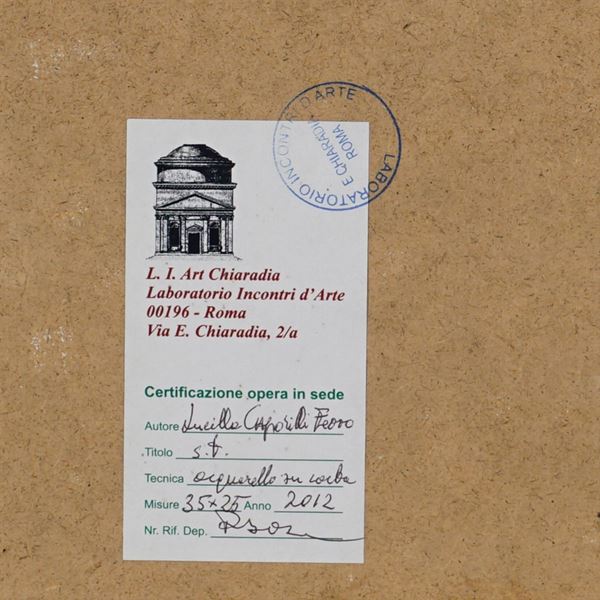 LABORATORIO INCONTRI D'ARTE
E CHIARADIA
ROMA
L. I. Art Chiaradia
Laboratorio Incontri d'Arte
00196 - Roma
Via E. Chiaradia, 2/a
Certificazione opera in sede
Autore Lucilla Caporilli Ferro
Titolo s.t.
Tecnica acquarello su carta
Misure 35x25 Anno 2012
Nr. Rif. Dep.